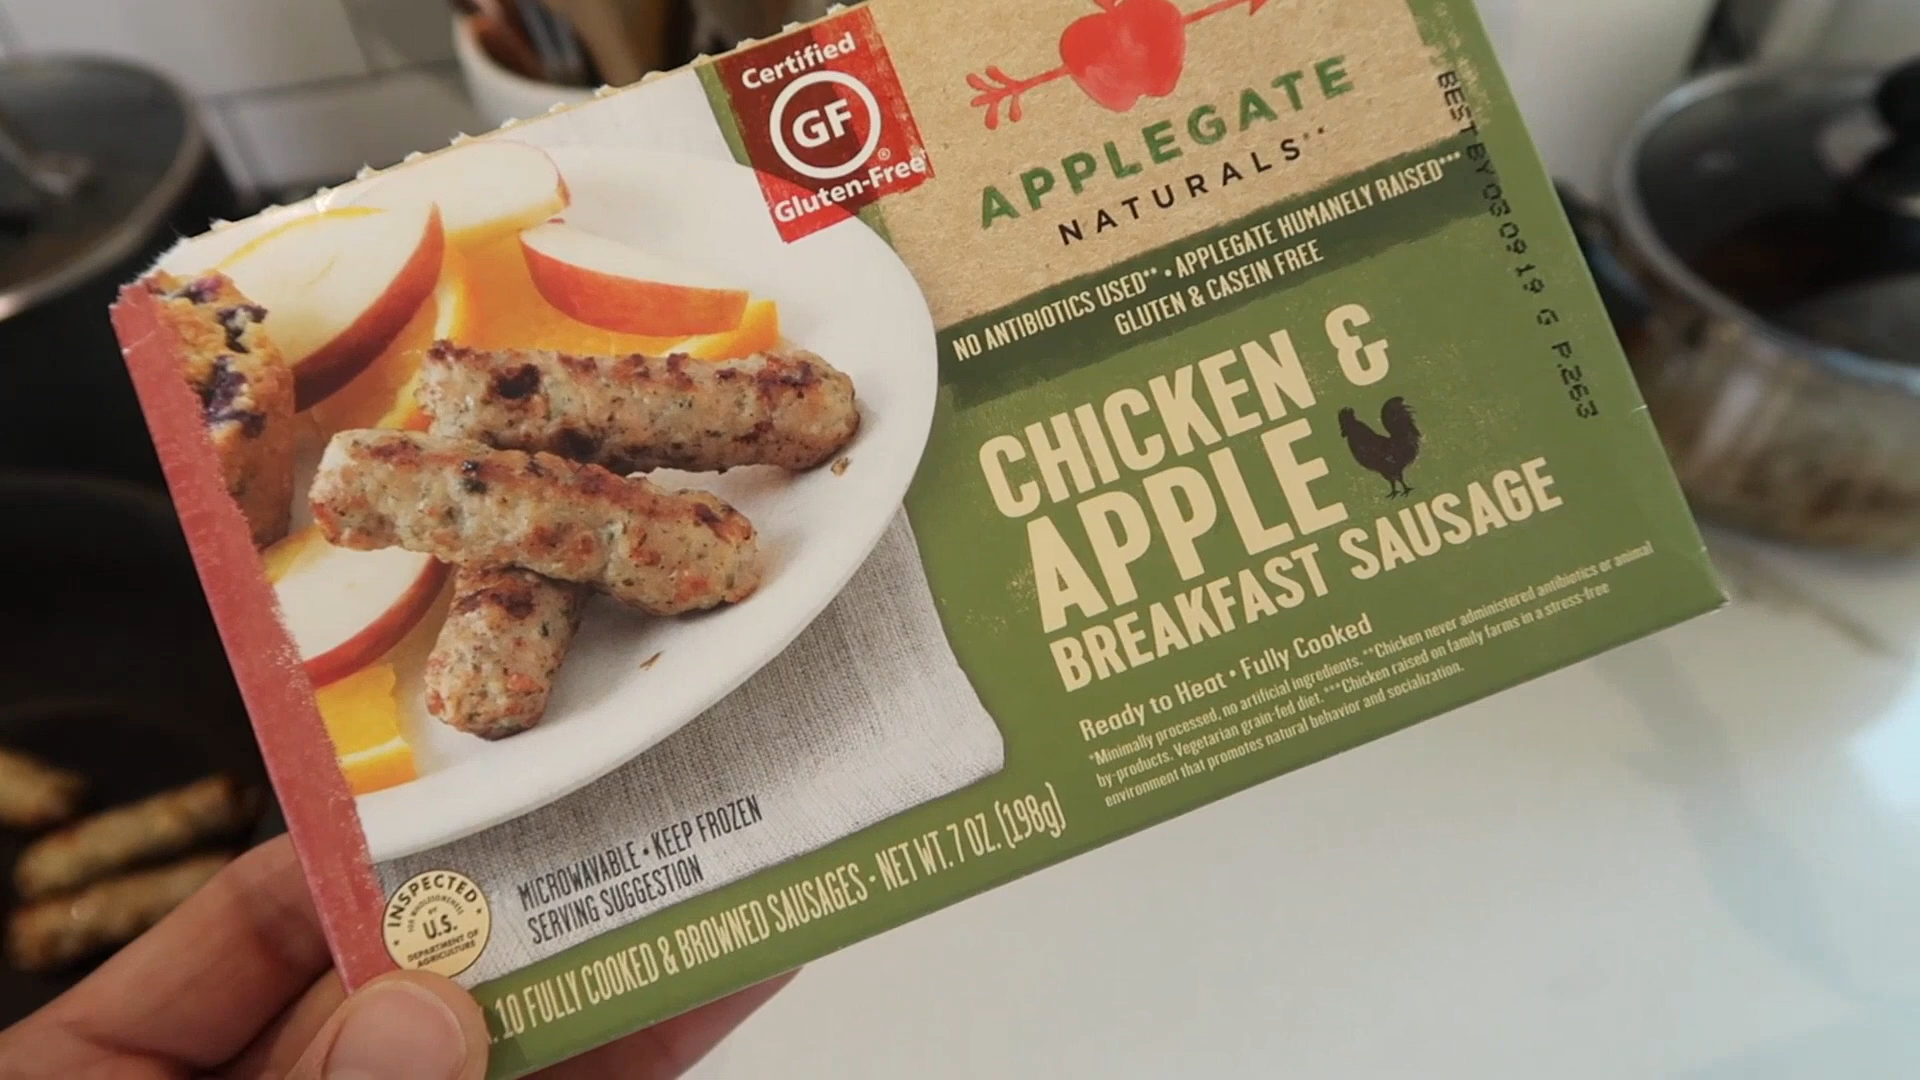 Certified
GF
®
Gluten-Free
APPLEGATE
NATURALS**
NO ANTIBIOTICS USED** • APPLEGATE HUMANELY RAISED***
GLUTEN & CASEIN FREE
CHICKEN &
APPLE
BREAKFAST SAUSAGE
Ready to Heat • Fully Cooked
*Minimally processed, no artificial ingredients. **Chicken never administered antibiotics or animal
by-products. Vegetarian grain-fed diet. ***Chicken raised on family farms in a stress-free
environment that promotes natural behavior and socialization.
BEST BY 03 09 19 G P.263
MICROWAVABLE • KEEP FROZEN
SERVING SUGGESTION
INSPECTED
FOR WHOLESOMENESS
BY
U.S.
DEPARTMENT OF
AGRICULTURE
10 FULLY COOKED & BROWNED SAUSAGES - NET WT. 7 OZ. (198g)